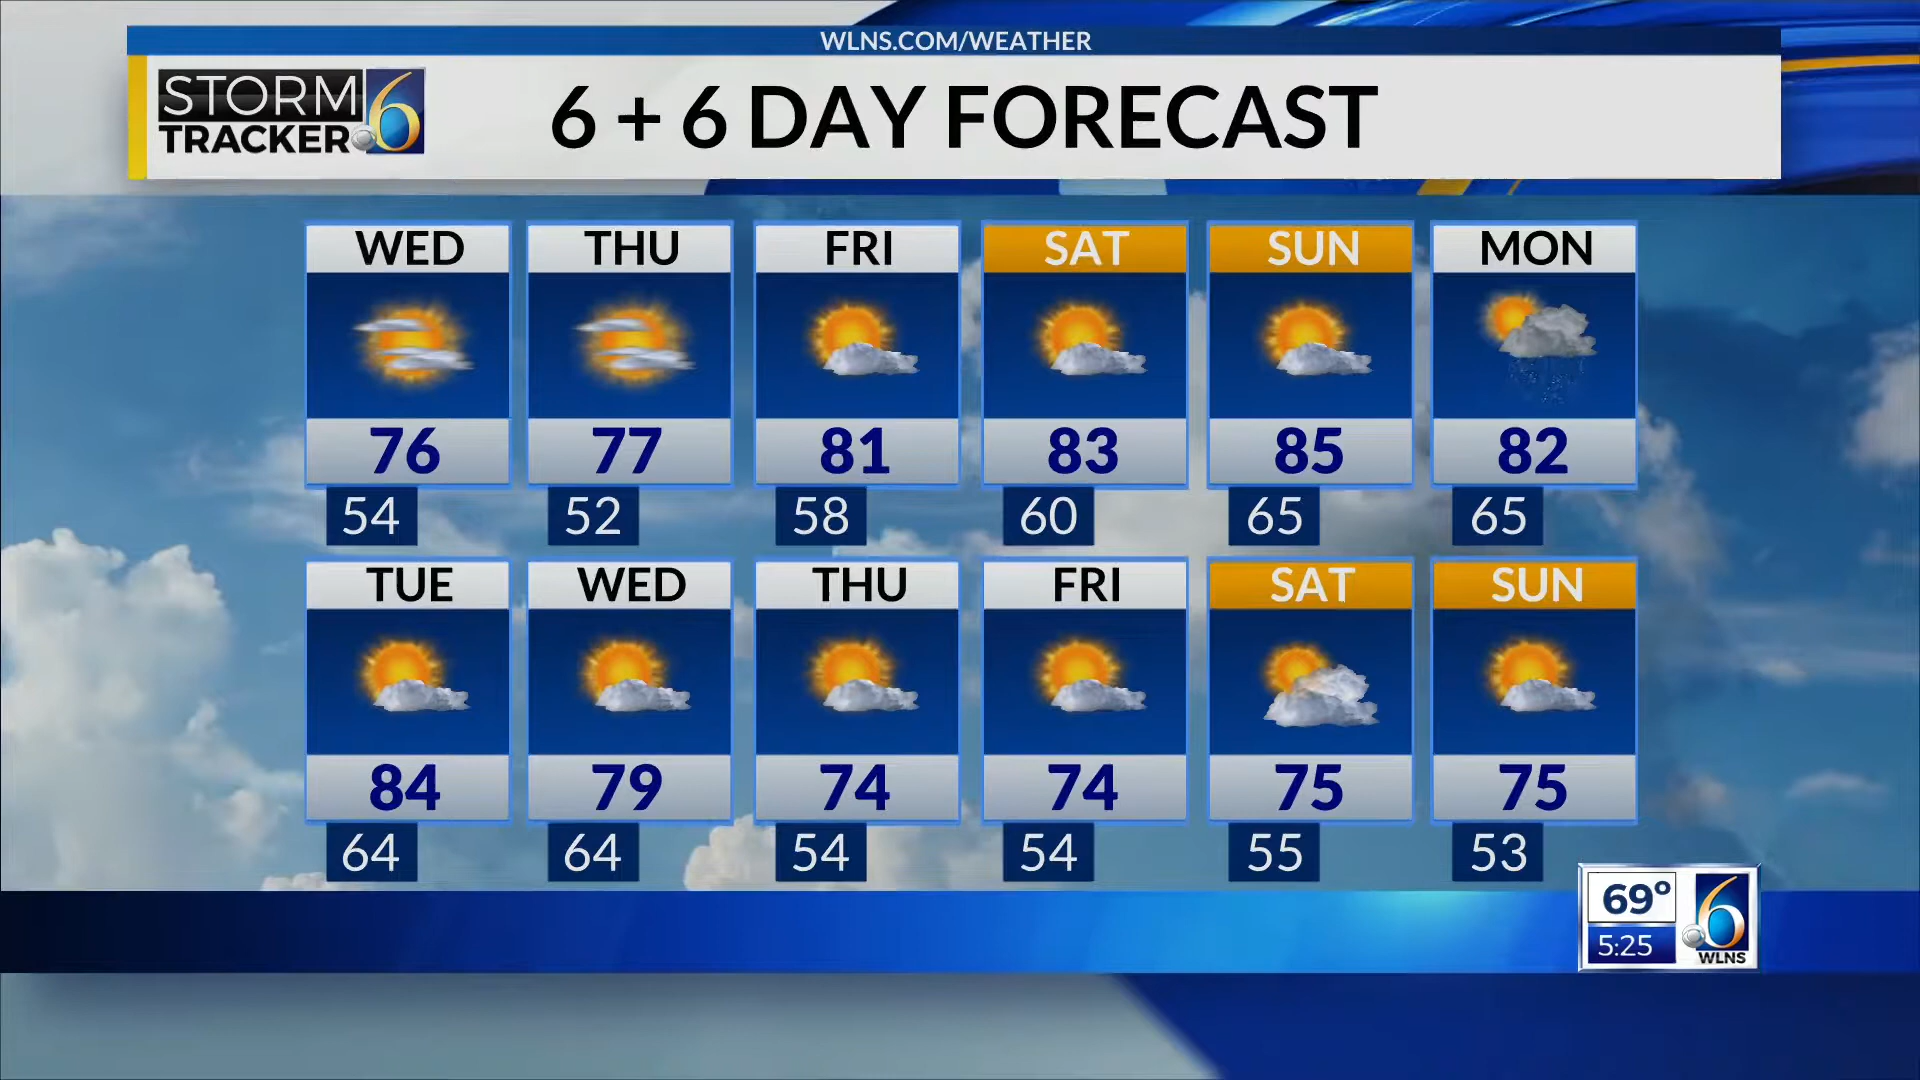 WLNS.COM/WEATHER
STORM
TRACKER 6
6 + 6 DAY FORECAST
WED THU FRI SAT SUN MON
76 77 81 83 85 82
54 52 58 60 65 65
TUE WED THU FRI SAT SUN
84 79 74 74 75 75
64 64 54 54 55 53
69°
5:25
6
WLNS